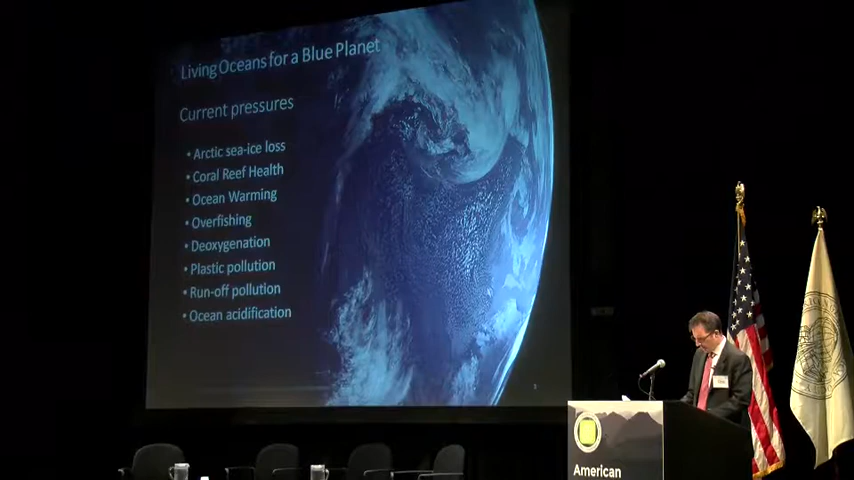 Living Oceans for a Blue Planet
Current pressures
• Arctic sea-ice loss
• Coral Reef Health
• Ocean Warming
• Overfishing
• Deoxygenation
• Plastic pollution
• Run-off pollution
• Ocean acidification
American